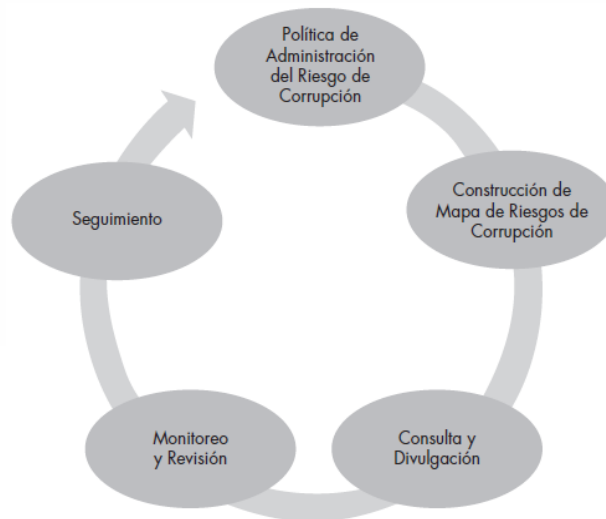 Política de
Administración
del Riesgo de
Corrupción
Construcción de
Mapa de Riesgos de
Corrupción
Consulta y
Divulgación
Monitoreo
y Revisión
Seguimiento